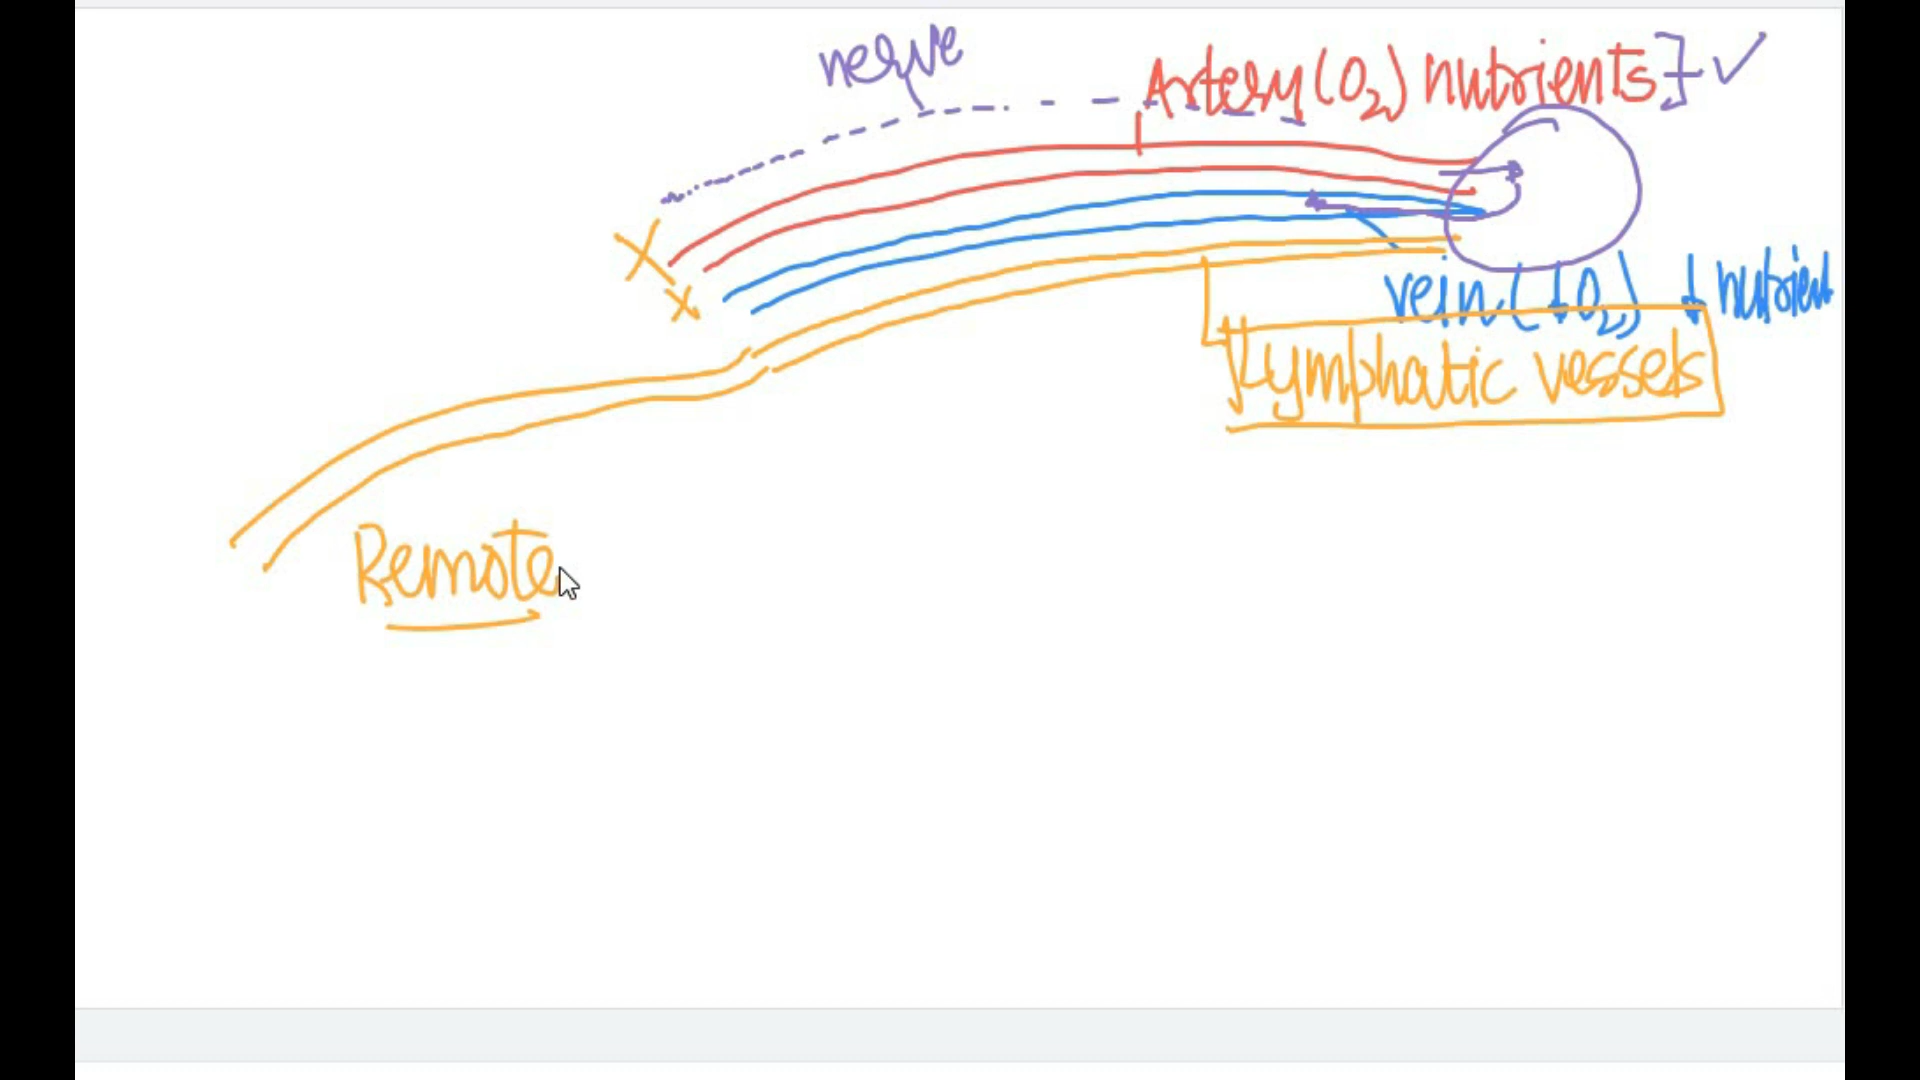 nerve
Artery (O2) nutrients] ✓
vein (↓O2) ↓ nutrient
Lymphatic vessels
Remote